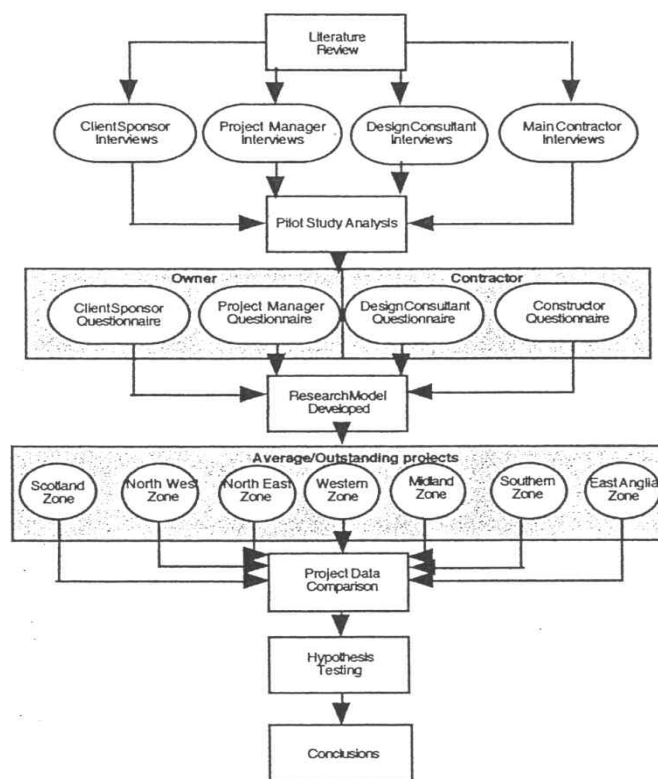 Literature
Review
Client Sponsor
Interviews
Project Manager
Interviews
Design Consultant
Interviews
Main Contractor
Interviews
Pilot Study Analysis
Owner
Contractor
Client Sponsor
Questionnaire
Project Manager
Questionnaire
Design Consultant
Questionnaire
Constructor
Questionnaire
Research Model
Developed
Average/Outstanding projects
Scotland
Zone
North West
Zone
North East
Zone
Western
Zone
Midland
Zone
Southern
Zone
East Anglia
Zone
Project Data
Comparison
Hypothesis
Testing
Conclusions